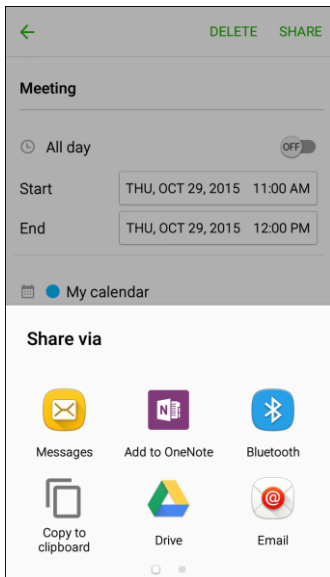 DELETE SHARE
Meeting
All day OFF
Start THU, OCT 29, 2015 11:00 AM
End THU, OCT 29, 2015 12:00 PM
My calendar
Share via
N
Messages Add to OneNote Bluetooth
@
Copy to
clipboard Drive Email